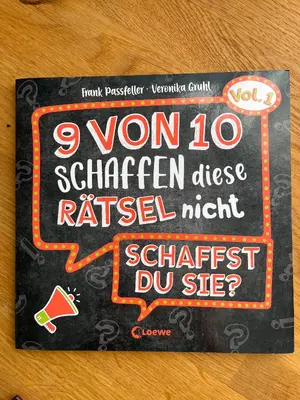 Frank Passfeller · Veronika Gruhl
Vol. 1
9 VON 10
SCHAFFEN diese
RÄTSEL nicht
SCHAFFST
DU SIE?
Loewe